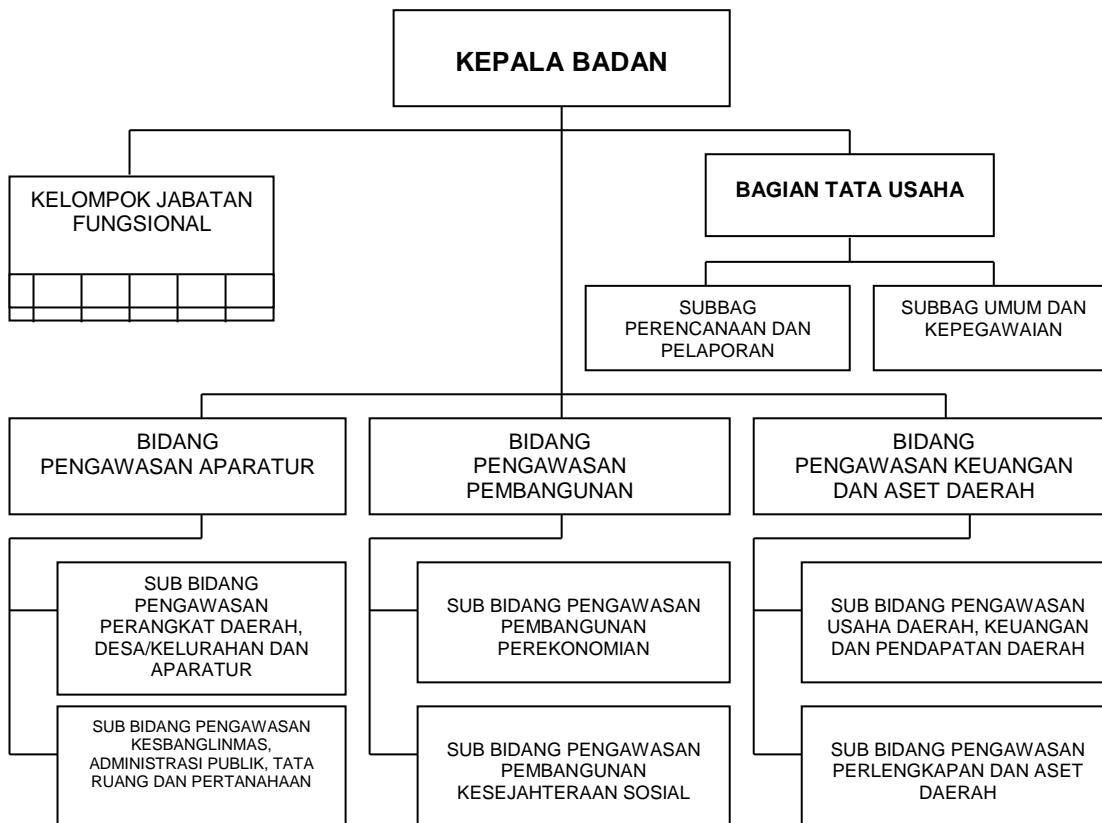 KEPALA BADAN
KELOMPOK JABATAN
FUNGSIONAL
BAGIAN TATA USAHA
SUBBAG
PERENCANAAN DAN
PELAPORAN
SUBBAG UMUM DAN
KEPEGAWAIAN
BIDANG
PENGAWASAN APARATUR
BIDANG
PENGAWASAN
PEMBANGUNAN
BIDANG
PENGAWASAN KEUANGAN
DAN ASET DAERAH
SUB BIDANG
PENGAWASAN
PERANGKAT DAERAH,
DESA/KELURAHAN DAN
APARATUR
SUB BIDANG PENGAWASAN
PEMBANGUNAN
PEREKONOMIAN
SUB BIDANG PENGAWASAN
USAHA DAERAH, KEUANGAN
DAN PENDAPATAN DAERAH
SUB BIDANG PENGAWASAN
KESBANGLINMAS,
ADMINISTRASI PUBLIK, TATA
RUANG DAN PERTANAHAAN
SUB BIDANG PENGAWASAN
PEMBANGUNAN
KESEJAHTERAAN SOSIAL
SUB BIDANG PENGAWASAN
PERLENGKAPAN DAN ASET
DAERAH